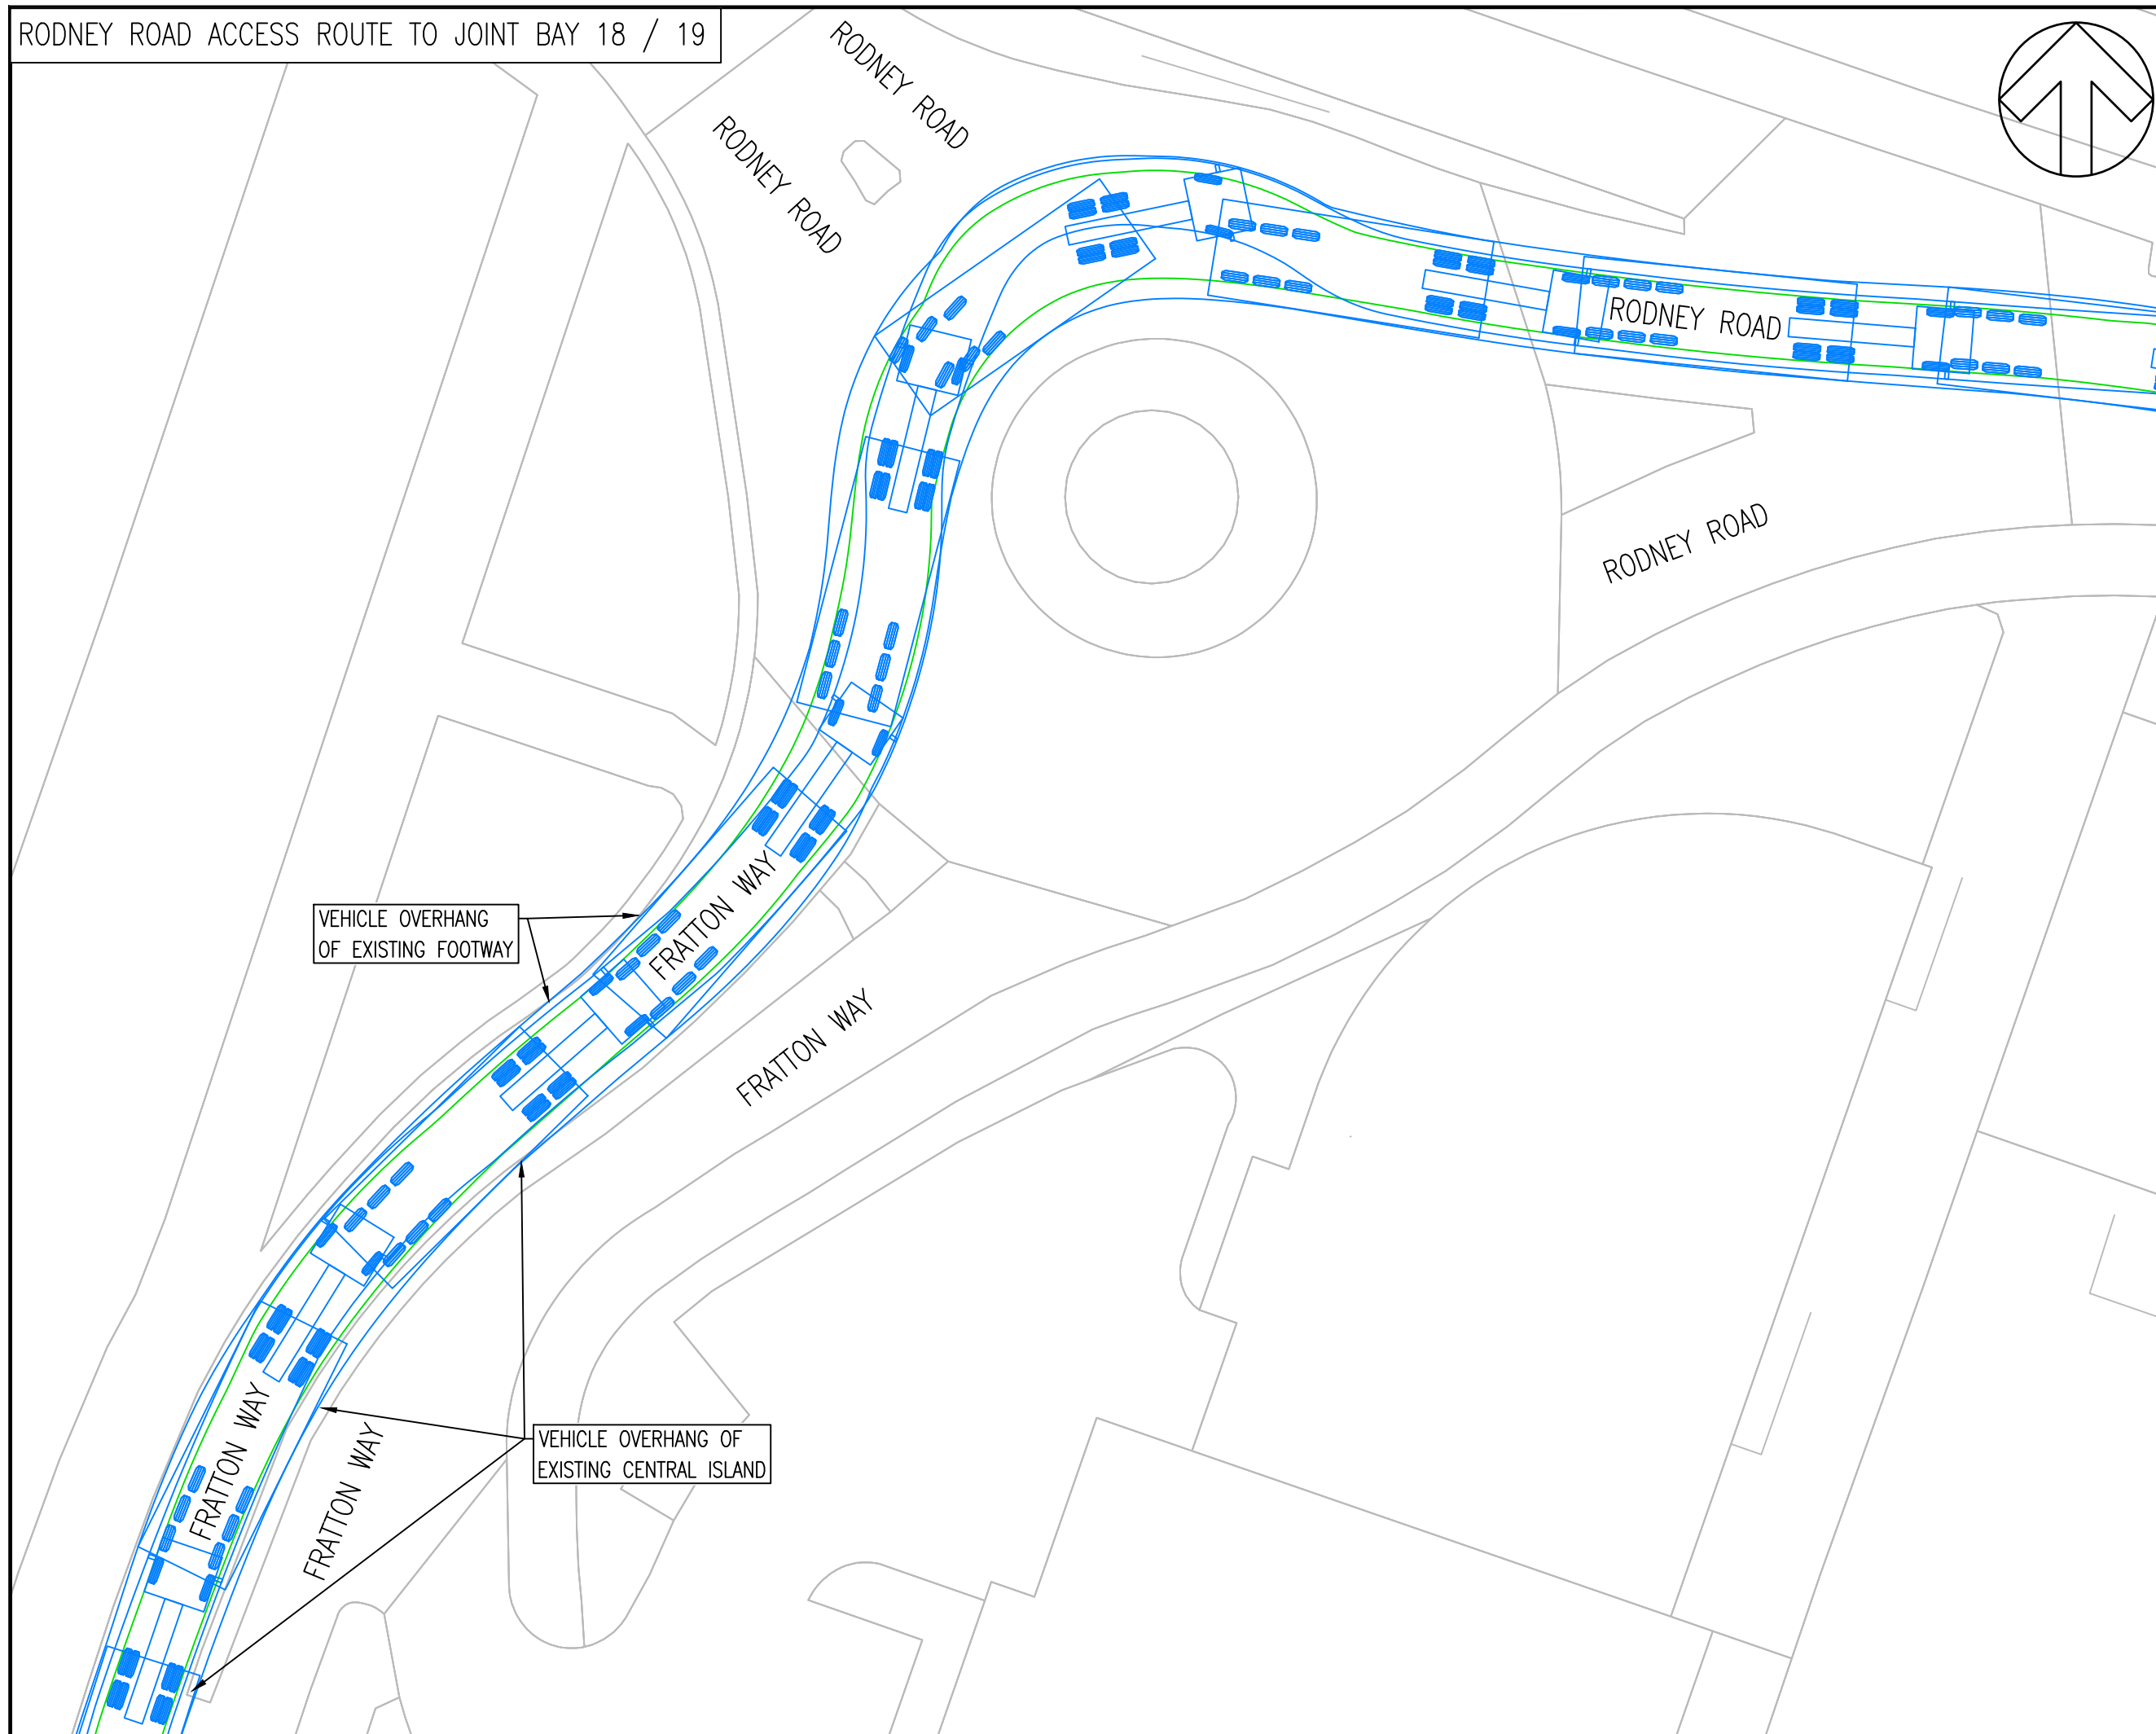 RODNEY ROAD ACCESS ROUTE TO JOINT BAY 18 / 19
RODNEY ROAD
RODNEY ROAD
RODNEY ROAD
RODNEY ROAD
VEHICLE OVERHANG
OF EXISTING FOOTWAY
FRATTON WAY
FRATTON WAY
FRATTON WAY
FRATTON WAY
VEHICLE OVERHANG OF
EXISTING CENTRAL ISLAND